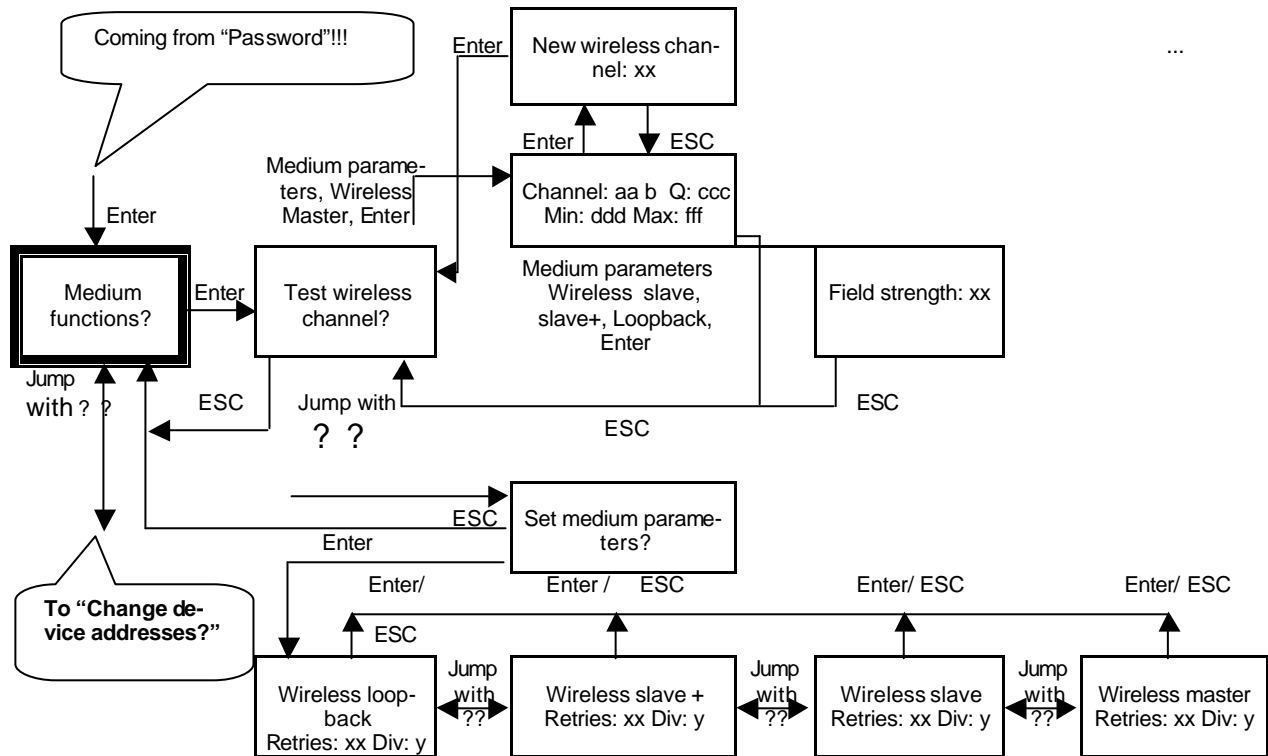 Coming from “Password”!!!
Enter
New wireless chan-
nel: xx
...
Enter
ESC
Medium parame-
ters, Wireless
Master, Enter
Channel: aa b Q: ccc
Min: ddd Max: fff
Enter
Medium
functions?
Enter
Test wireless
channel?
Medium parameters
Wireless slave,
slave+, Loopback,
Enter
Field strength: xx
Jump
with ? ?
ESC
Jump with
? ?
ESC
ESC
ESC
Set medium parame-
ters?
Enter
To “Change de-
vice addresses?”
Enter/
ESC
Enter / ESC
Enter/ ESC
Enter/ ESC
Wireless loop-
back
Retries: xx Div: y
Jump
with
??
Wireless slave +
Retries: xx Div: y
Jump
with
??
Wireless slave
Retries: xx Div: y
Jump
with
??
Wireless master
Retries: xx Div: y